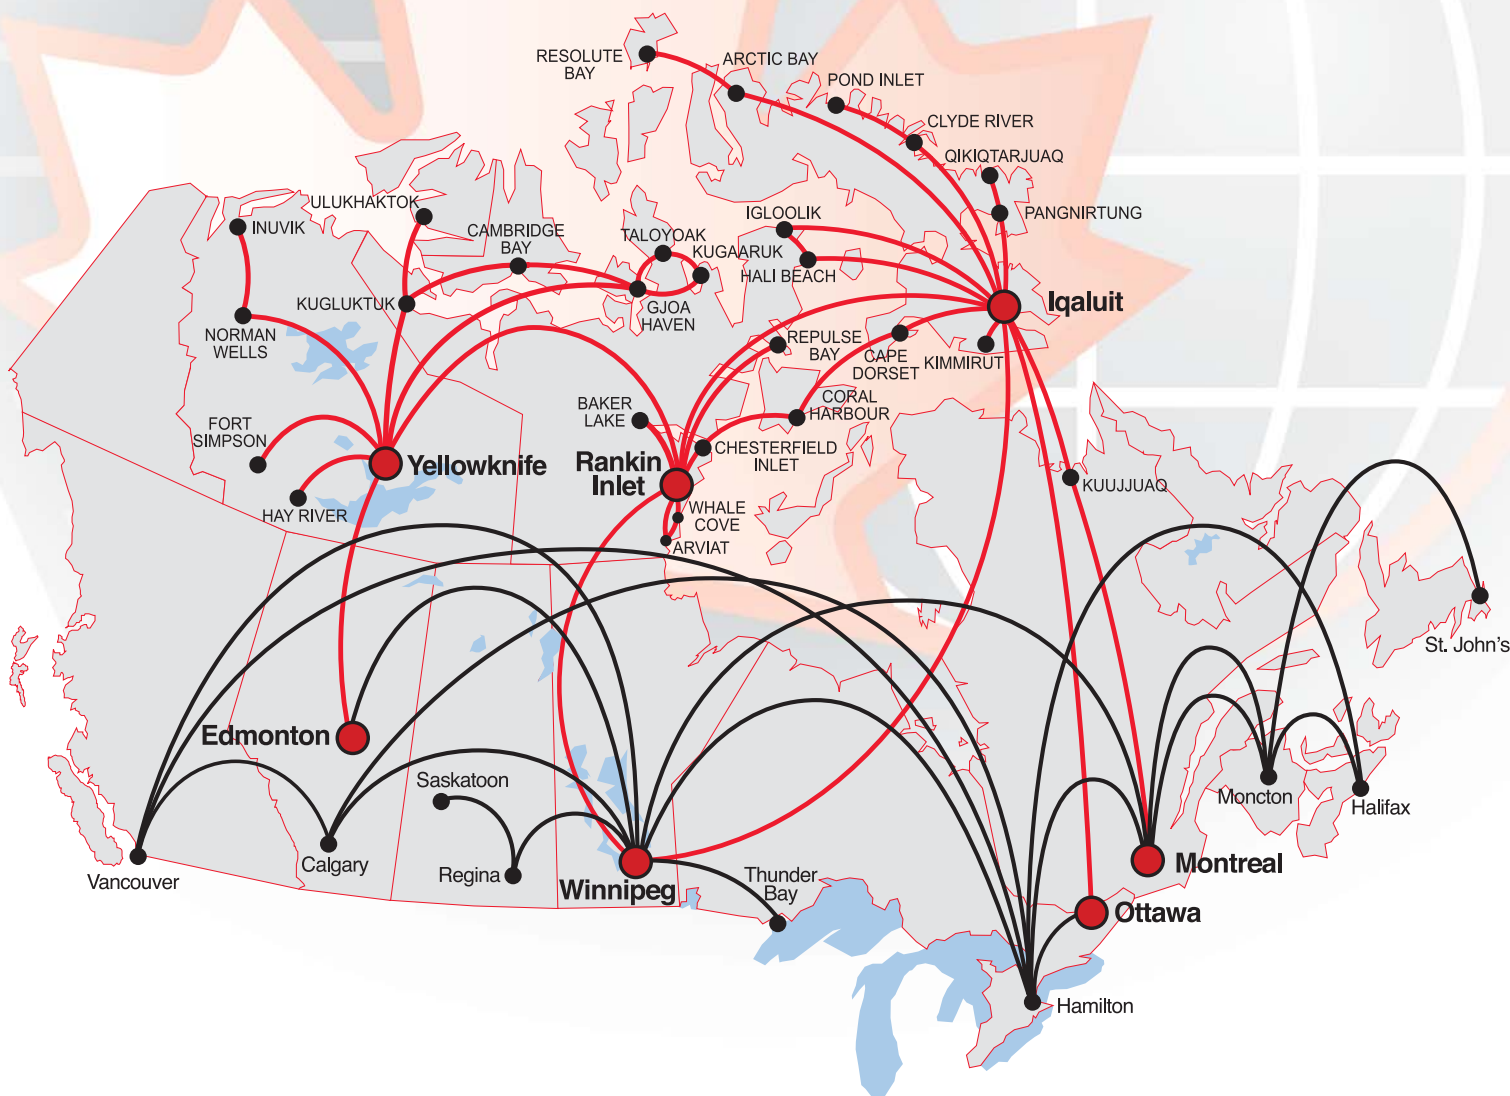 RESOLUTE
BAY
ARCTIC BAY
POND INLET
CLYDE RIVER
QIKIQTARJUAQ
PANGNIRTUNG
ULUKHAKTOK
INUVIK
CAMBRIDGE
BAY
TALOYOAK
KUGAARUK
IGLOOLIK
HALI BEACH
KUGLUKTUK
GJOA
HAVEN
Iqaluit
NORMAN
WELLS
REPULSE
BAY
CAPE
DORSET
KIMMIRUT
BAKER
LAKE
CORAL
HARBOUR
FORT
SIMPSON
CHESTERFIELD
INLET
Yellowknife
Rankin
Inlet
KUUJJUAQ
HAY RIVER
WHALE
COVE
ARVIAT
St. John's
Edmonton
Saskatoon
Moncton
Halifax
Vancouver
Calgary
Regina
Winnipeg
Thunder
Bay
Montreal
Ottawa
Hamilton